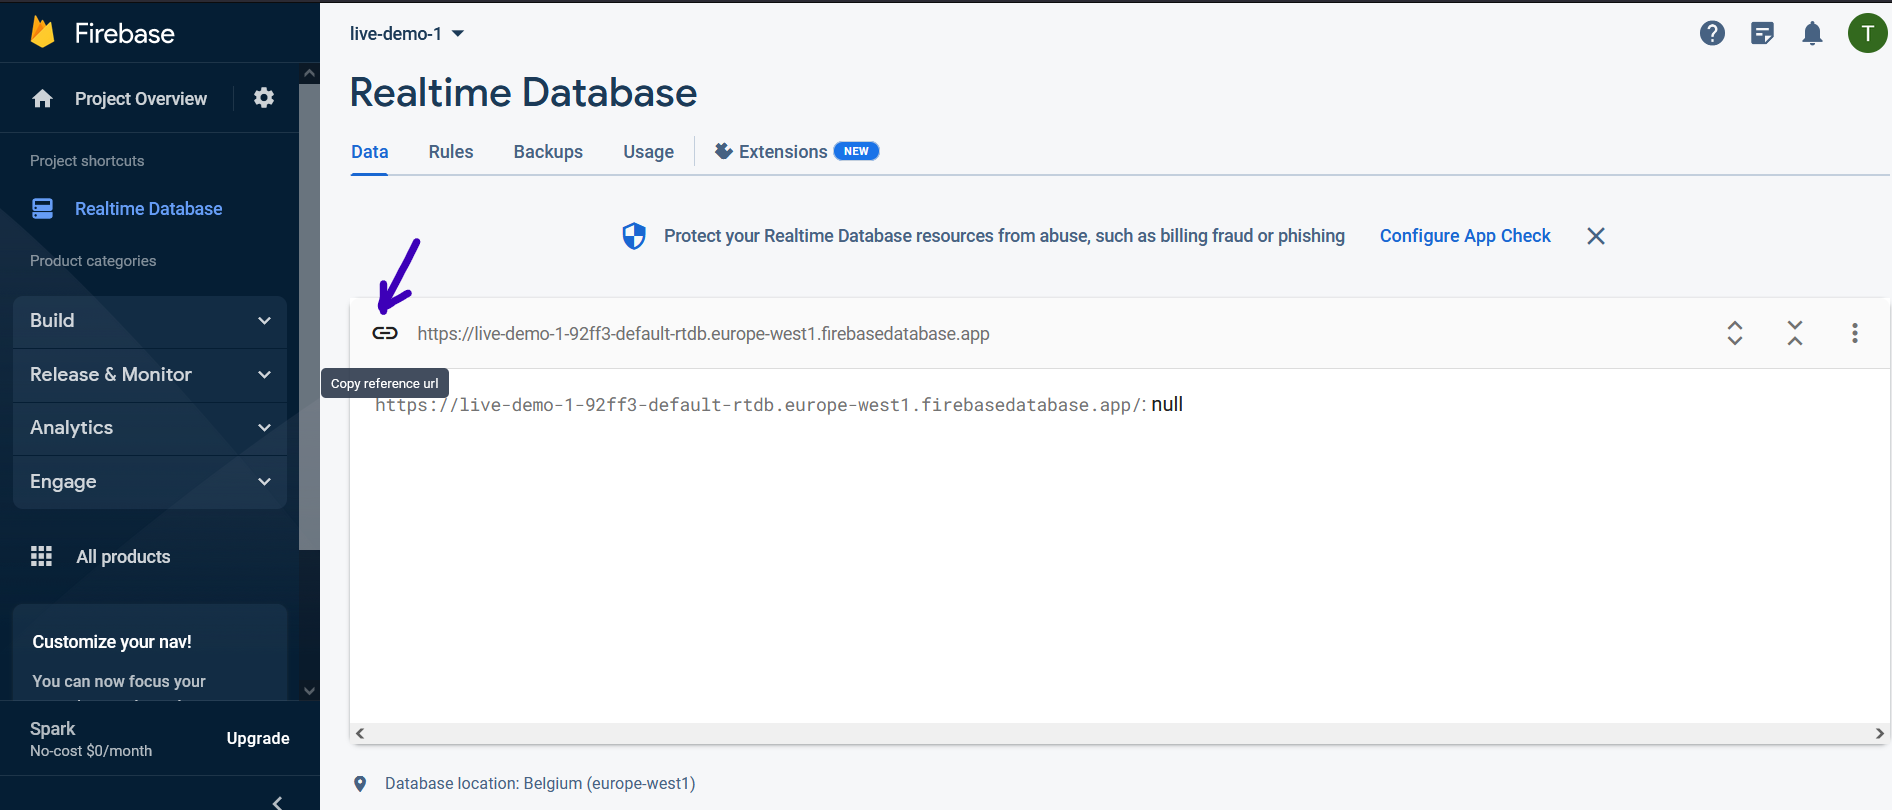 Firebase
Project Overview
Project shortcuts
Realtime Database
Product categories
Build
Release & Monitor
Analytics
Engage
All products
Customize your nav!
You can now focus your
Spark
No-cost $0/month
Upgrade
live-demo-1
T
Realtime Database
Data Rules Backups Usage Extensions NEW
Protect your Realtime Database resources from abuse, such as billing fraud or phishing Configure App Check
https://live-demo-1-92ff3-default-rtdb.europe-west1.firebasedatabase.app
Copy reference url
https://live-demo-1-92ff3-default-rtdb.europe-west1.firebasedatabase.app/: null
Database location: Belgium (europe-west1)